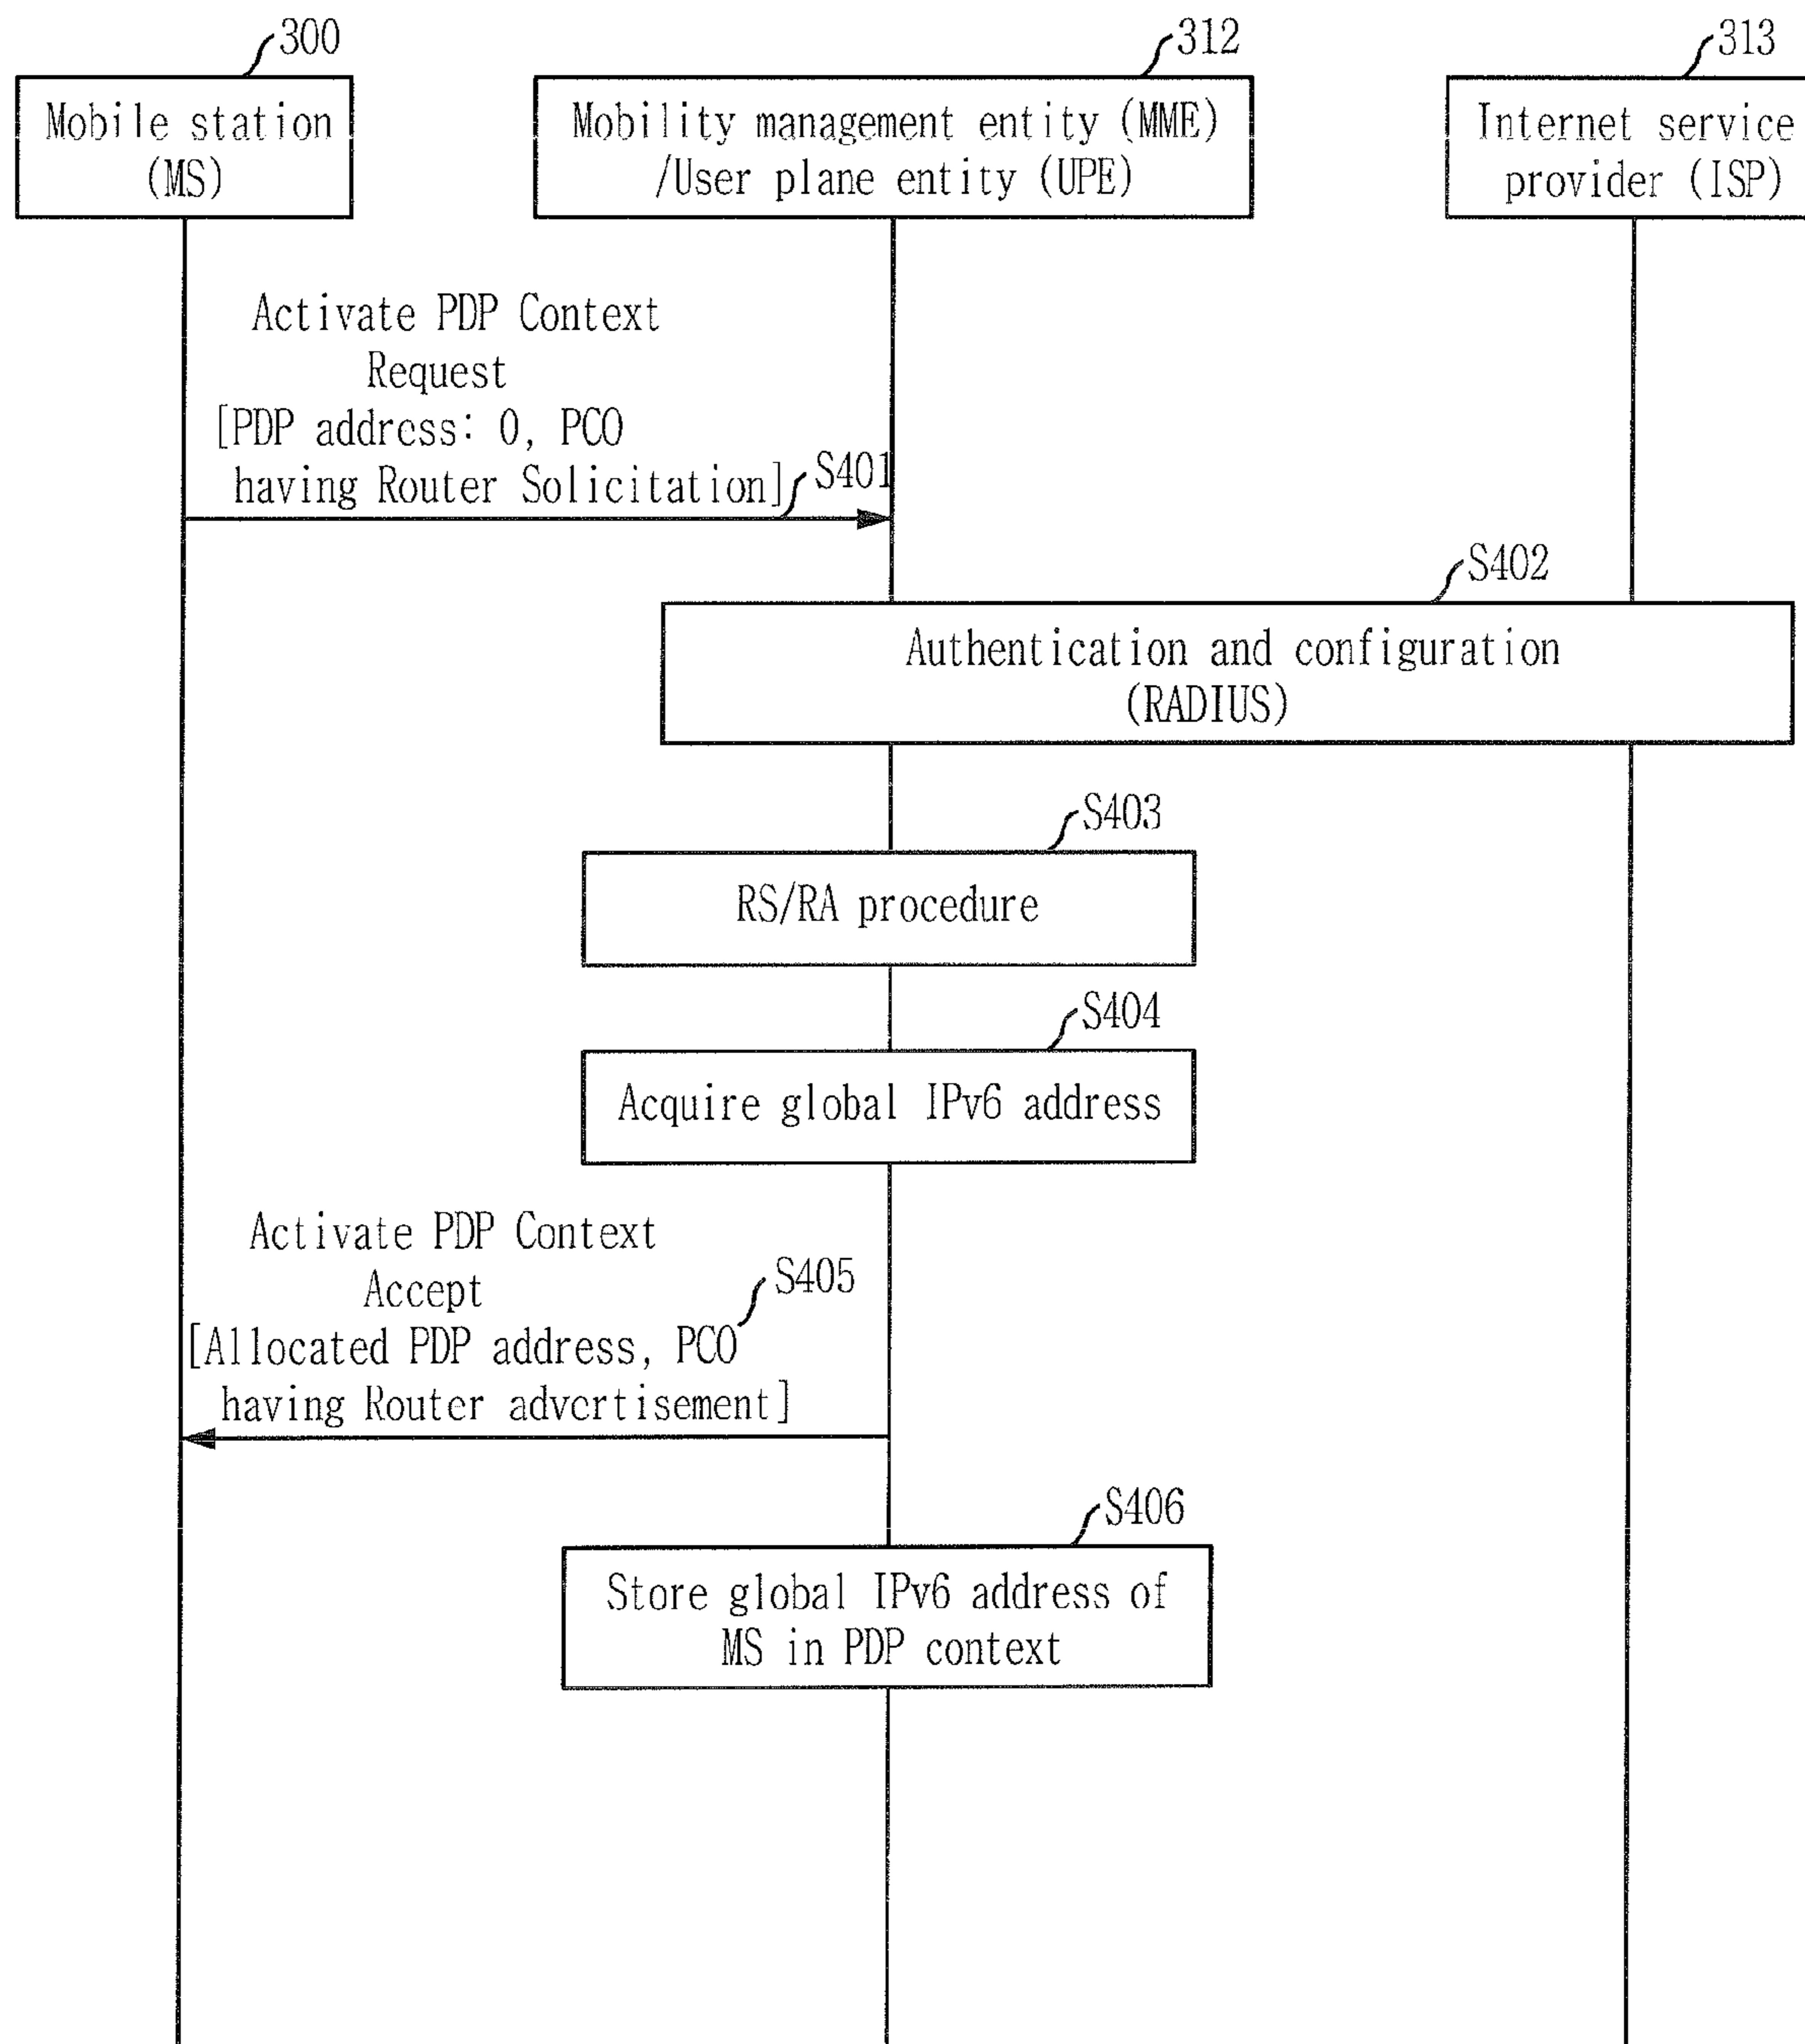 300
312
313
Mobile station
(MS)
Mobility management entity (MME)
/User plane entity (UPE)
Internet service
provider (ISP)
Activate PDP Context
Request
[PDP address: 0, PCO
having Router Solicitation]
S401
S402
Authentication and configuration
(RADIUS)
S403
RS/RA procedure
S404
Acquire global IPv6 address
Activate PDP Context
Accept
S405
[Allocated PDP address, PCO
having Router advertisement]
S406
Store global IPv6 address of
MS in PDP context